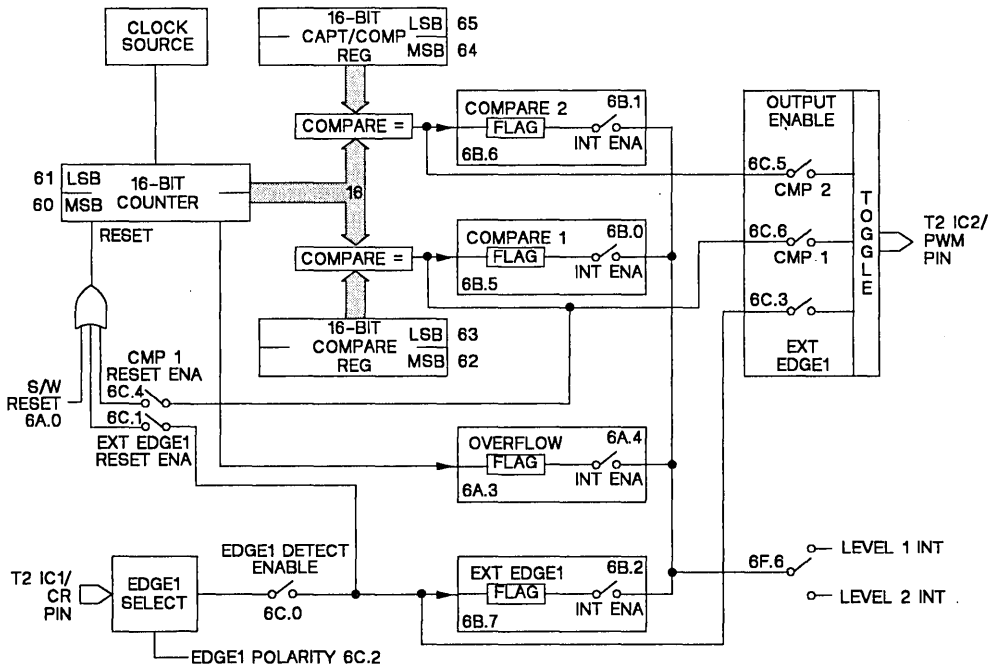 CLOCK
SOURCE
16-BIT
CAPT/COMP
REG
LSB 65
MSB 64
COMPARE =
COMPARE 2
6B.1
FLAG
INT ENA
6B.6
OUTPUT
ENABLE
6C.5
CMP 2
61 LSB
60 MSB
16-BIT
COUNTER
16
RESET
COMPARE =
COMPARE 1
6B.0
FLAG
INT ENA
6B.5
6C.6
CMP 1
TOGGLE
T2 IC2/
PWM
PIN
6C.3
EXT
EDGE1
16-BIT
COMPARE
REG
LSB 63
MSB 62
CMP 1
RESET ENA
S/W
RESET
6A.0
6C.4
6C.1
EXT EDGE1
RESET ENA
OVERFLOW
6A.4
FLAG
INT ENA
6A.3
T2 IC1/
CR
PIN
EDGE1
SELECT
EDGE1 DETECT
ENABLE
6C.0
EXT EDGE1
6B.2
FLAG
INT ENA
6B.7
6F.6
LEVEL 1 INT
LEVEL 2 INT
EDGE1 POLARITY 6C.2